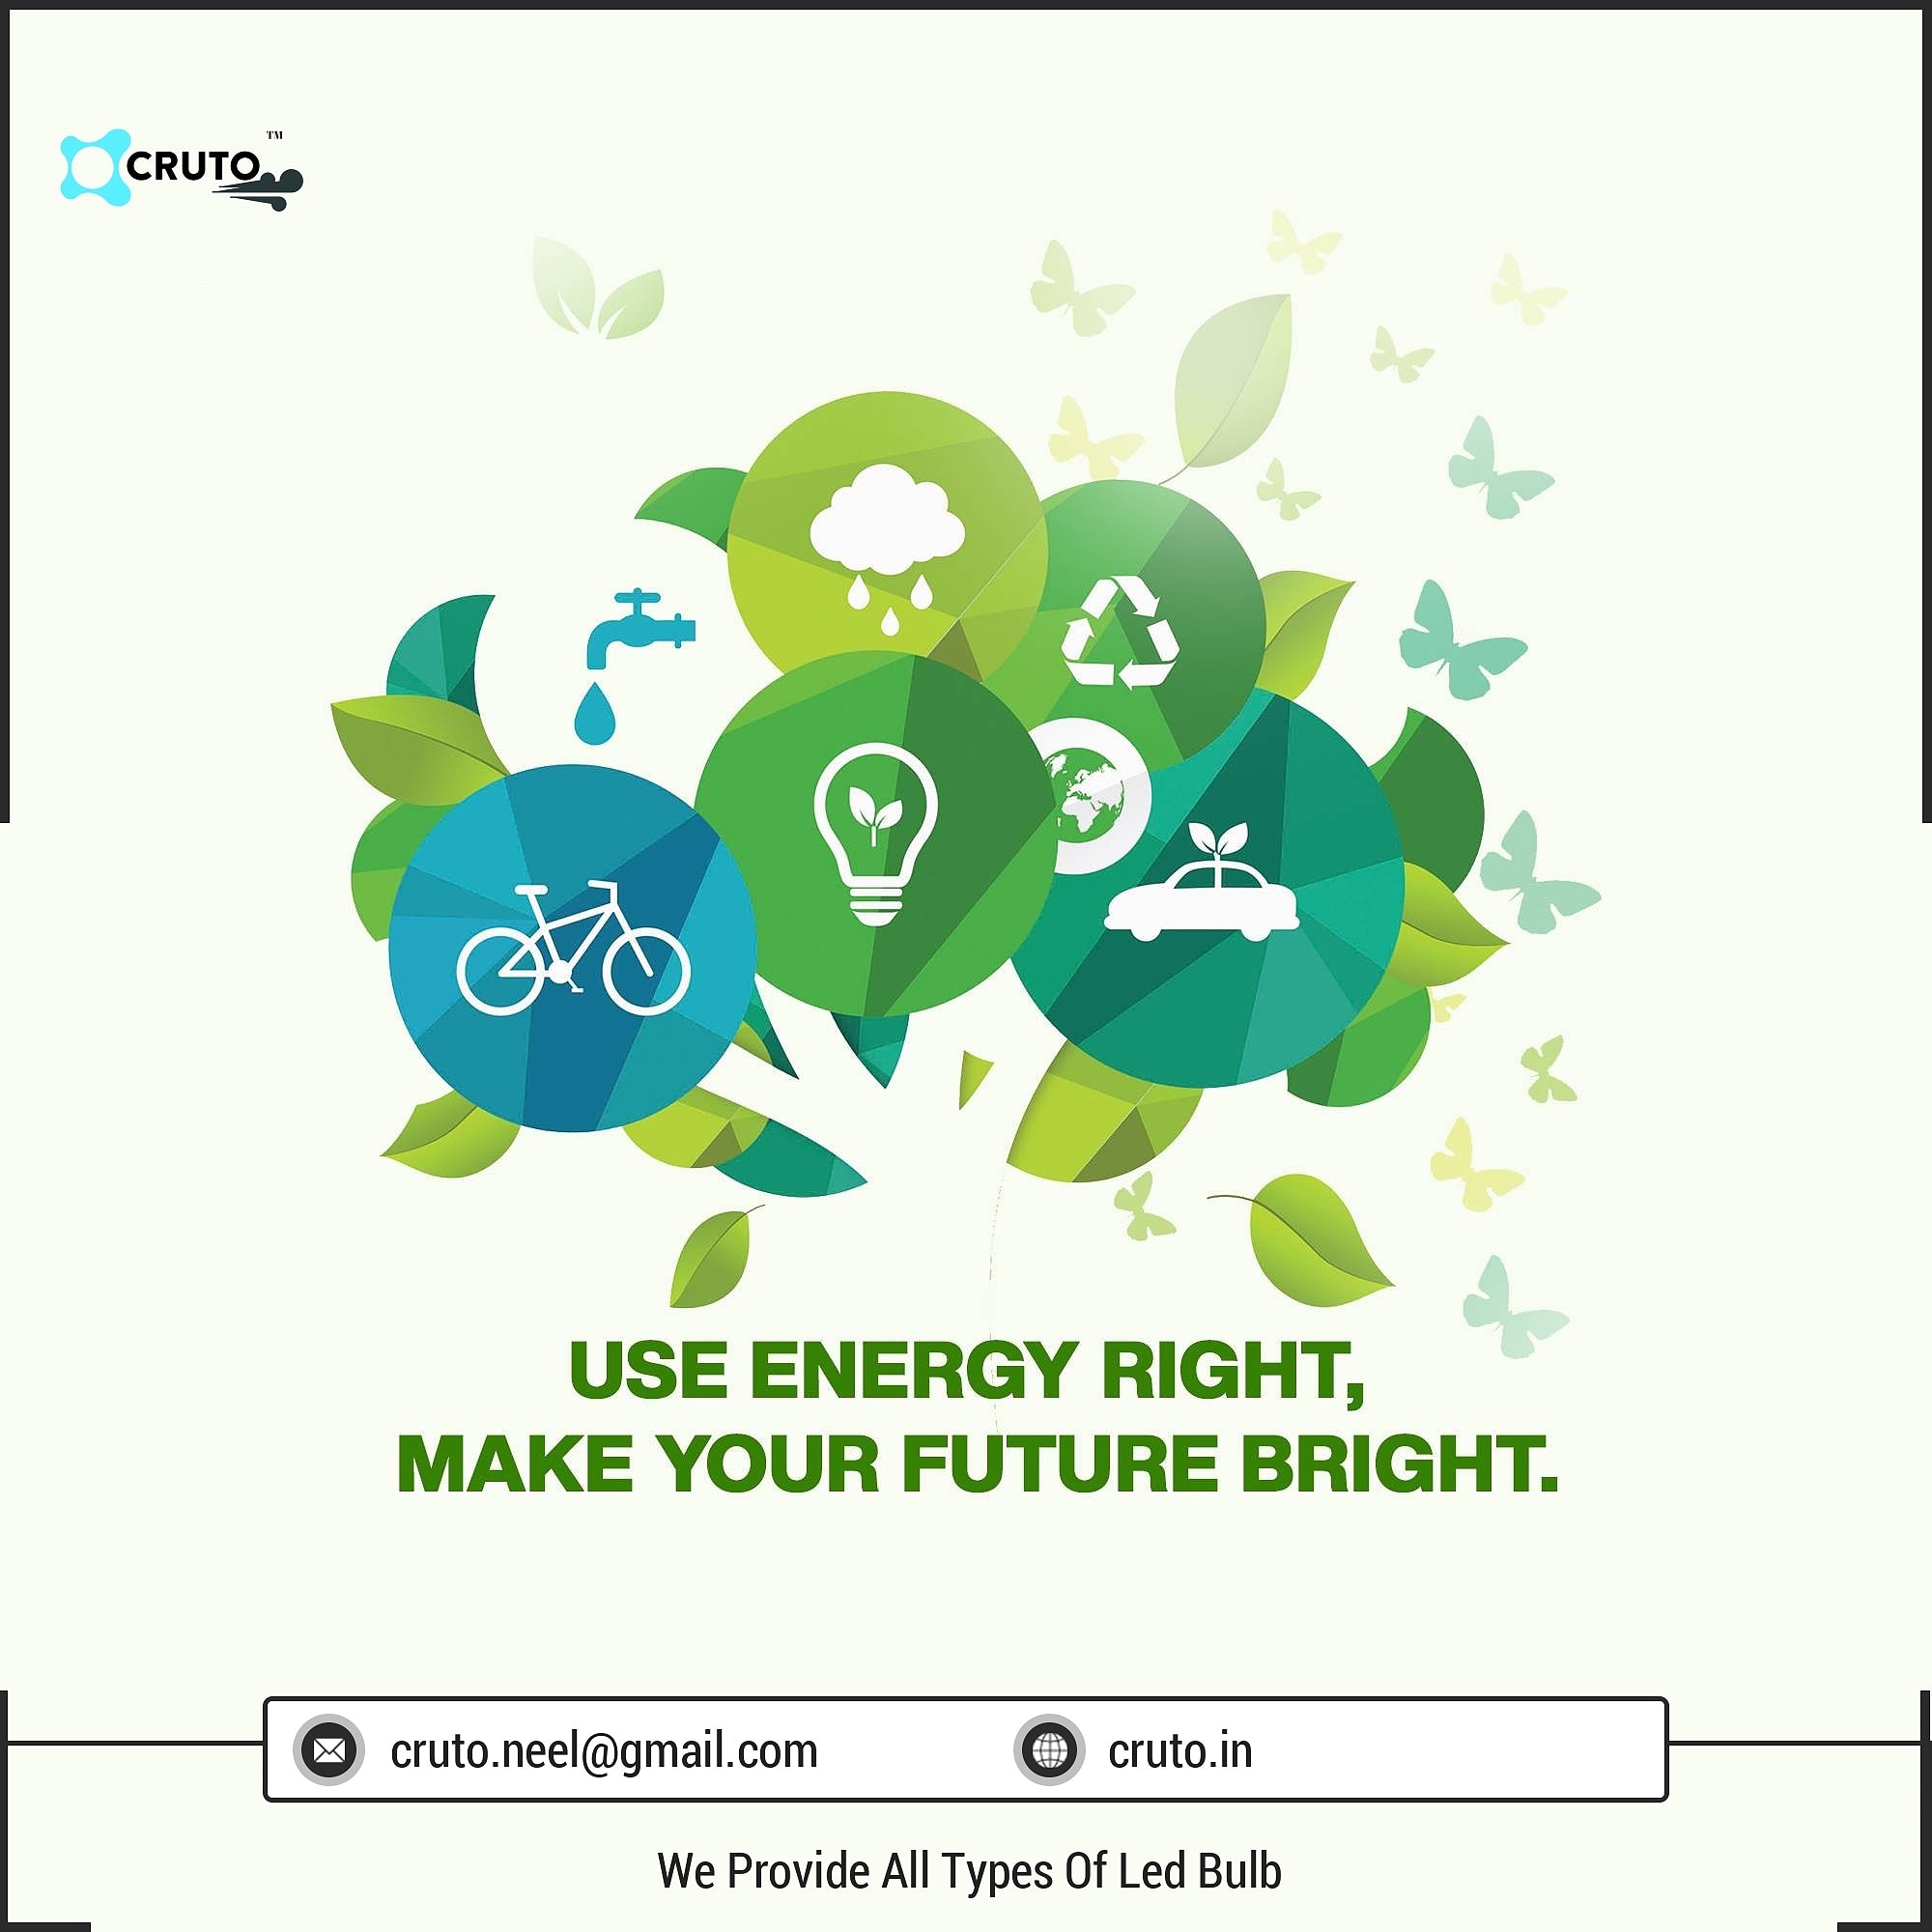 CRUTO
TM
USE ENERGY RIGHT,
MAKE YOUR FUTURE BRIGHT.
cruto.neel@gmail.com
cruto.in
We Provide All Types Of Led Bulb